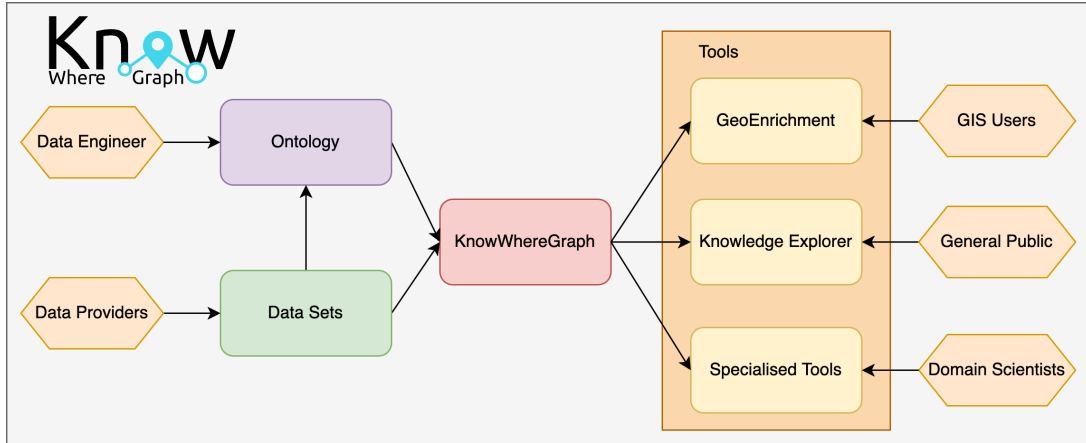 Know
Where Graph
Tools
Data Engineer
Ontology
GeoEnrichment
GIS Users
KnowWhereGraph
Knowledge Explorer
General Public
Data Providers
Data Sets
Specialised Tools
Domain Scientists